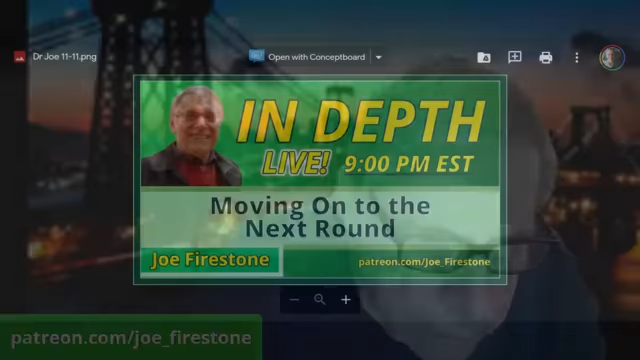 Dr Joe 11-11.png
Open with Conceptboard
IN DEPTH
LIVE! 9:00 PM EST
Moving On to the
Next Round
Joe Firestone
patreon.com/Joe_Firestone
patreon.com/joe_firestone